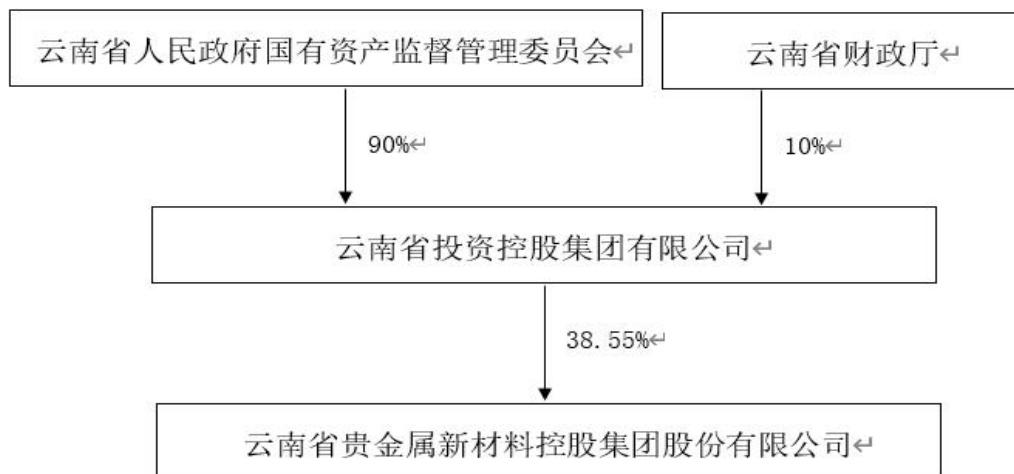 云南省人民政府国有资产监督管理委员会↵
云南省财政厅↵
90%↵
10%↵
云南省投资控股集团有限公司↵
38.55%↵
云南省贵金属新材料控股集团股份有限公司↵